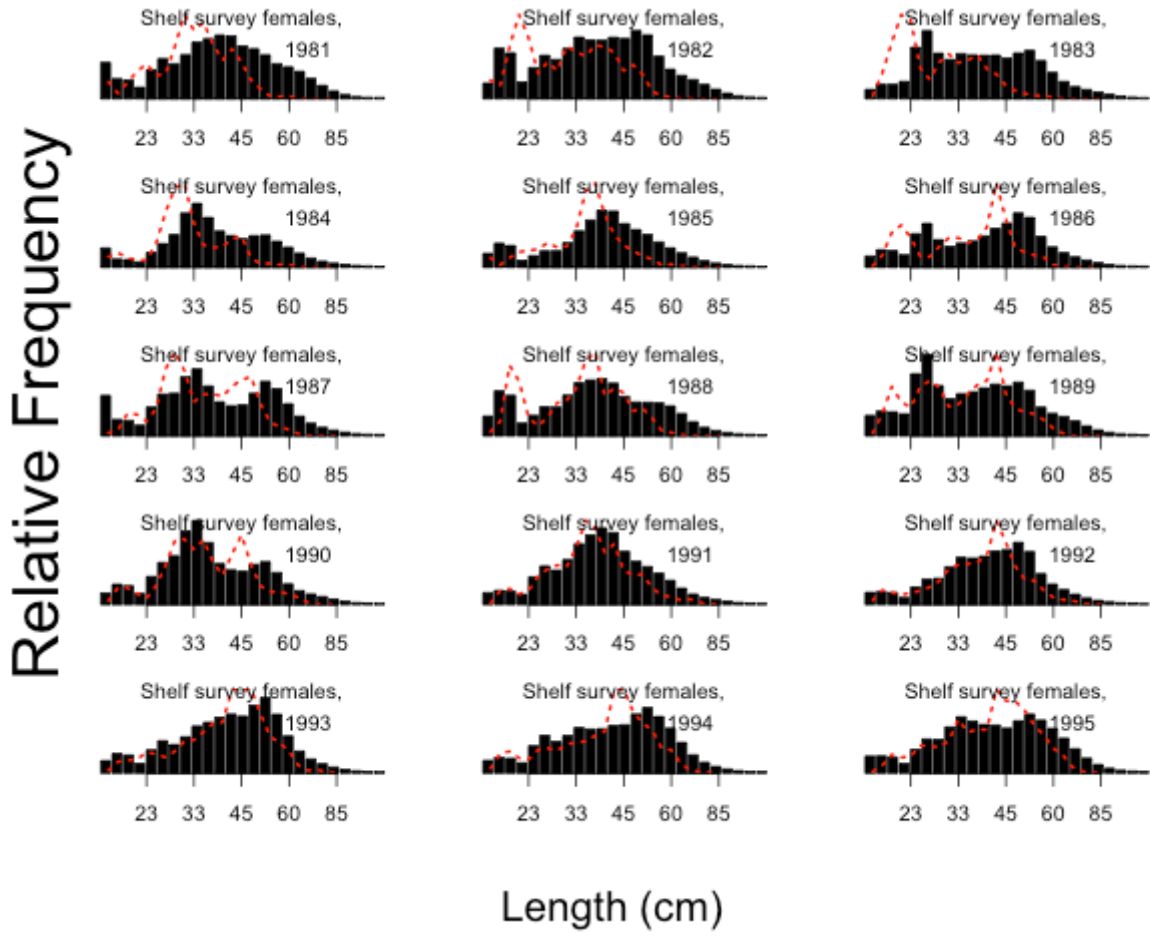 Relative Frequency
Shelf survey females,
1981
23 33 45 60 85
Shelf survey females,
1982
23 33 45 60 85
Shelf survey females,
1983
23 33 45 60 85
Shelf survey females,
1984
23 33 45 60 85
Shelf survey females,
1985
23 33 45 60 85
Shelf survey females,
1986
23 33 45 60 85
Shelf survey females,
1987
23 33 45 60 85
Shelf survey females,
1988
23 33 45 60 85
Shelf survey females,
1989
23 33 45 60 85
Shelf survey females,
1990
23 33 45 60 85
Shelf survey females,
1991
23 33 45 60 85
Shelf survey females,
1992
23 33 45 60 85
Shelf survey females,
1993
23 33 45 60 85
Shelf survey females,
1994
23 33 45 60 85
Shelf survey females,
1995
23 33 45 60 85
Length (cm)